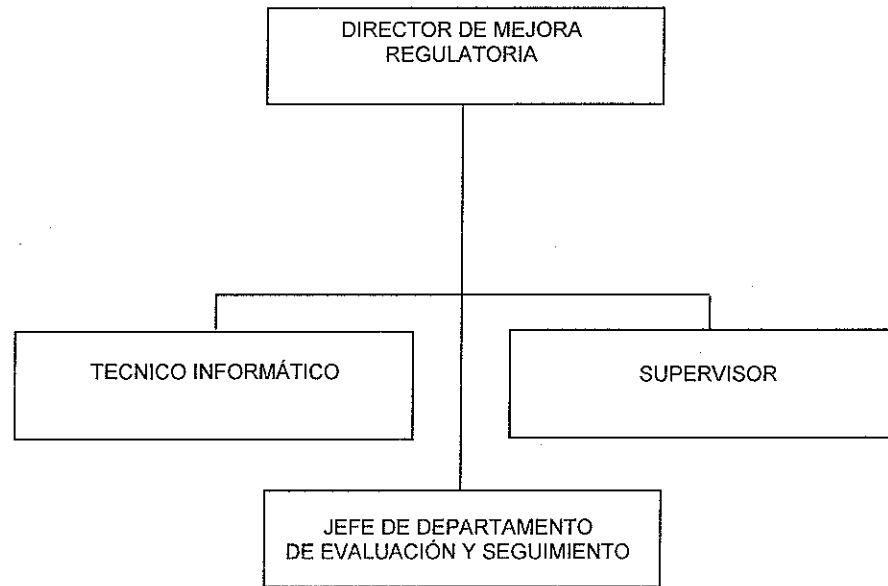 DIRECTOR DE MEJORA
REGULATORIA
TECNICO INFORMÁTICO
SUPERVISOR
JEFE DE DEPARTAMENTO
DE EVALUACIÓN Y SEGUIMIENTO